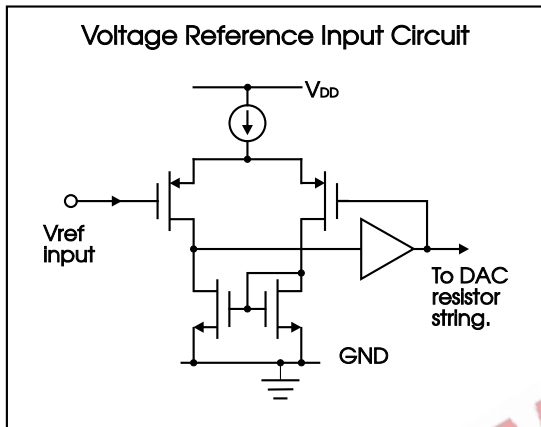 Voltage Reference Input Circuit
VDD
Vref
input
To DAC
resistor
string.
GND